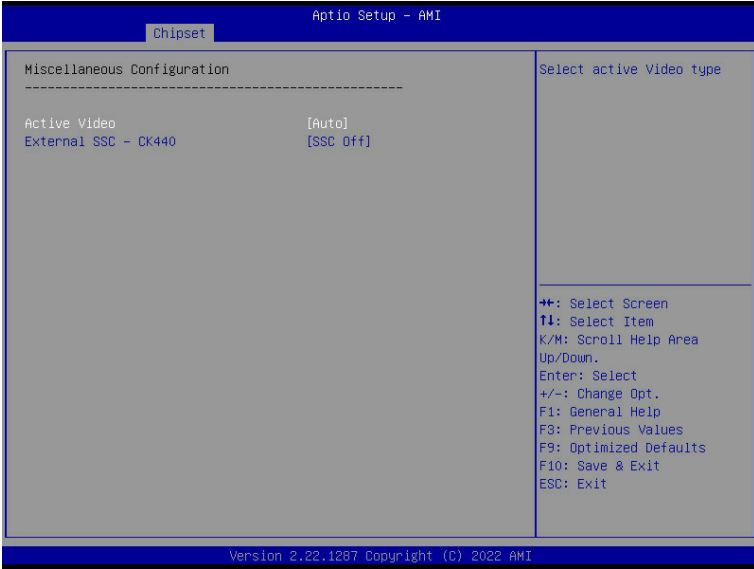 Aptio Setup – AMI
Chipset
Miscellaneous Configuration
--------------------------------------------------
Active Video [Auto]
External SSC – CK440 [SSC Off]
Select active Video type
→←: Select Screen
↑↓: Select Item
K/M: Scroll Help Area
Up/Down.
Enter: Select
+/-: Change Opt.
F1: General Help
F3: Previous Values
F9: Optimized Defaults
F10: Save & Exit
ESC: Exit
Version 2.22.1287 Copyright (C) 2022 AMI